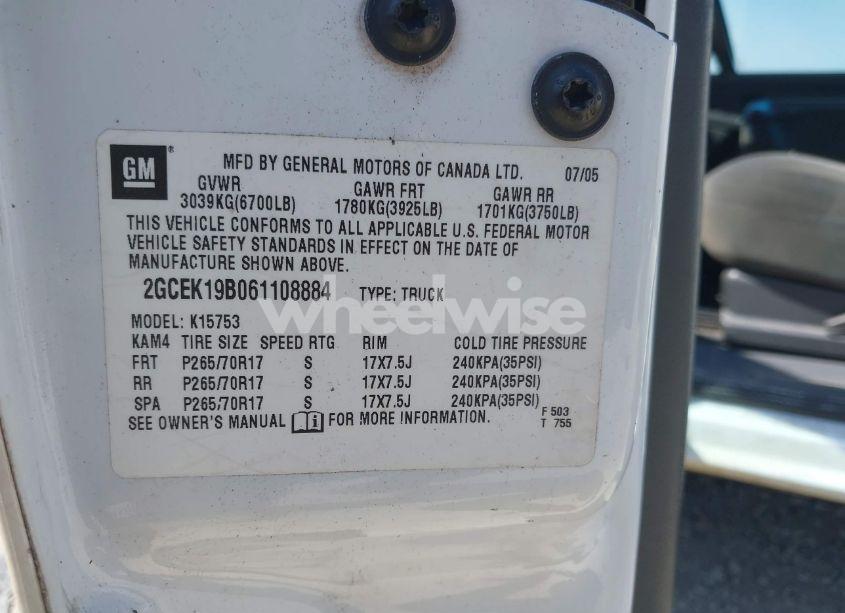 GM ® MFD BY GENERAL MOTORS OF CANADA LTD. 07/05
GVWR GAWR FRT GAWR RR
3039KG(6700LB) 1780KG(3925LB) 1701KG(3750LB)
THIS VEHICLE CONFORMS TO ALL APPLICABLE U.S. FEDERAL MOTOR
VEHICLE SAFETY STANDARDS IN EFFECT ON THE DATE OF
MANUFACTURE SHOWN ABOVE.
2GCEK19B061108884 TYPE: TRUCK
wheelwise
MODEL: K15753
KAM4 TIRE SIZE SPEED RTG RIM COLD TIRE PRESSURE
FRT P265/70R17 S 17X7.5J 240KPA(35PSI)
RR P265/70R17 S 17X7.5J 240KPA(35PSI)
SPA P265/70R17 S 17X7.5J 240KPA(35PSI)
SEE OWNER'S MANUAL i FOR MORE INFORMATION. F 503
T 755